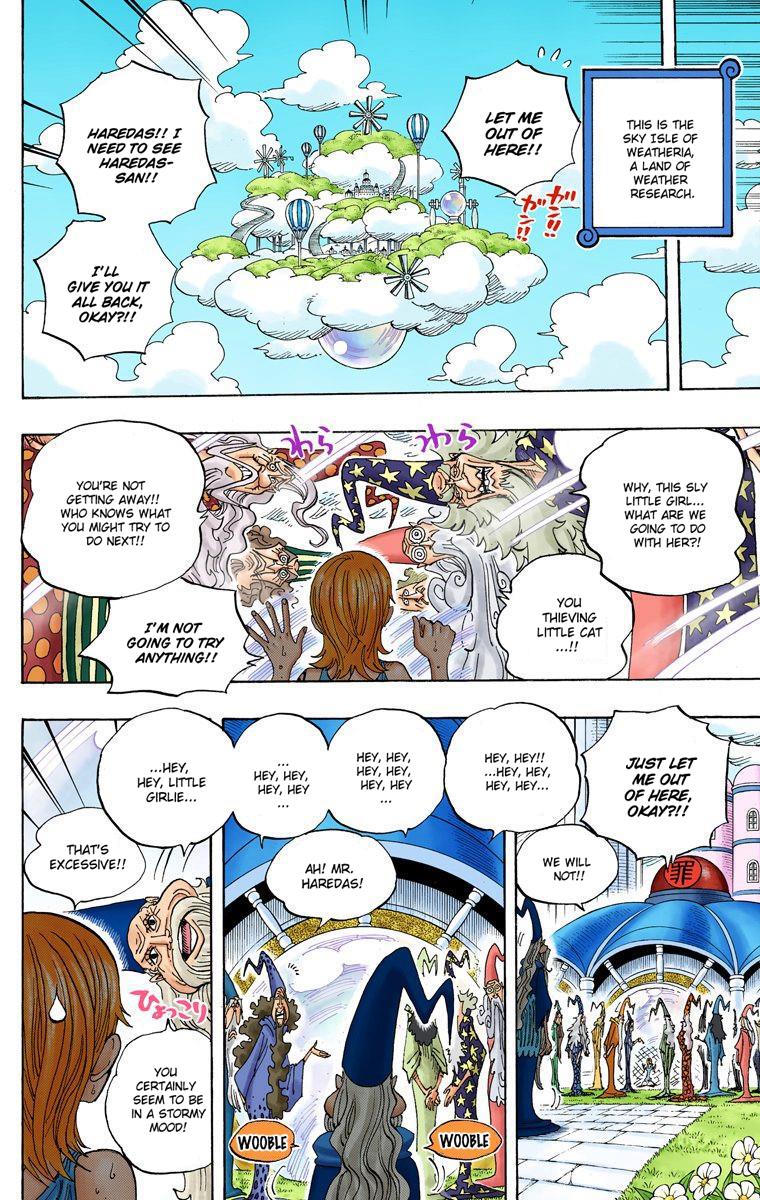 THIS IS THE
SKY ISLE OF
WEATHERIA,
A LAND OF
WEATHER
RESEARCH.
LET ME
OUT OF
HERE!!
ガン!!
ガン!!
HAREDAS!! I
NEED TO SEE
HAREDAS-
SAN!!
I'LL
GIVE YOU IT
ALL BACK,
OKAY?!!
WHY, THIS SLY
LITTLE GIRL...
WHAT ARE WE
GOING TO DO
WITH HER?!
わら
わら
YOU
THIEVING
LITTLE CAT
...!!
YOU'RE NOT
GETTING AWAY!!
WHO KNOWS WHAT
YOU MIGHT TRY TO
DO NEXT!!
I'M NOT
GOING TO TRY
ANYTHING!!
JUST LET
ME OUT
OF HERE,
OKAY?!!
WE WILL
NOT!!
罪
HEY, HEY!!
...HEY, HEY,
HEY, HEY...
HEY, HEY,
HEY, HEY,
HEY, HEY
...
...
HEY, HEY,
HEY, HEY
...
...HEY,
HEY, LITTLE
GIRLIE...
AH! MR.
HAREDAS!
WOOBLE
WOOBLE
THAT'S
EXCESSIVE!!
ひょっこり
YOU
CERTAINLY
SEEM TO BE
IN A STORMY
MOOD!